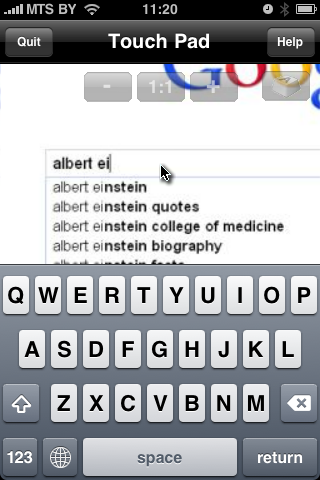 MTS BY 11:20
Quit Touch Pad Help
- 1:1 +
albert ei
albert einstein
albert einstein quotes
albert einstein college of medicine
albert einstein biography
Q W E R T Y U I O P
A S D F G H J K L
Z X C V B N M
123 space return